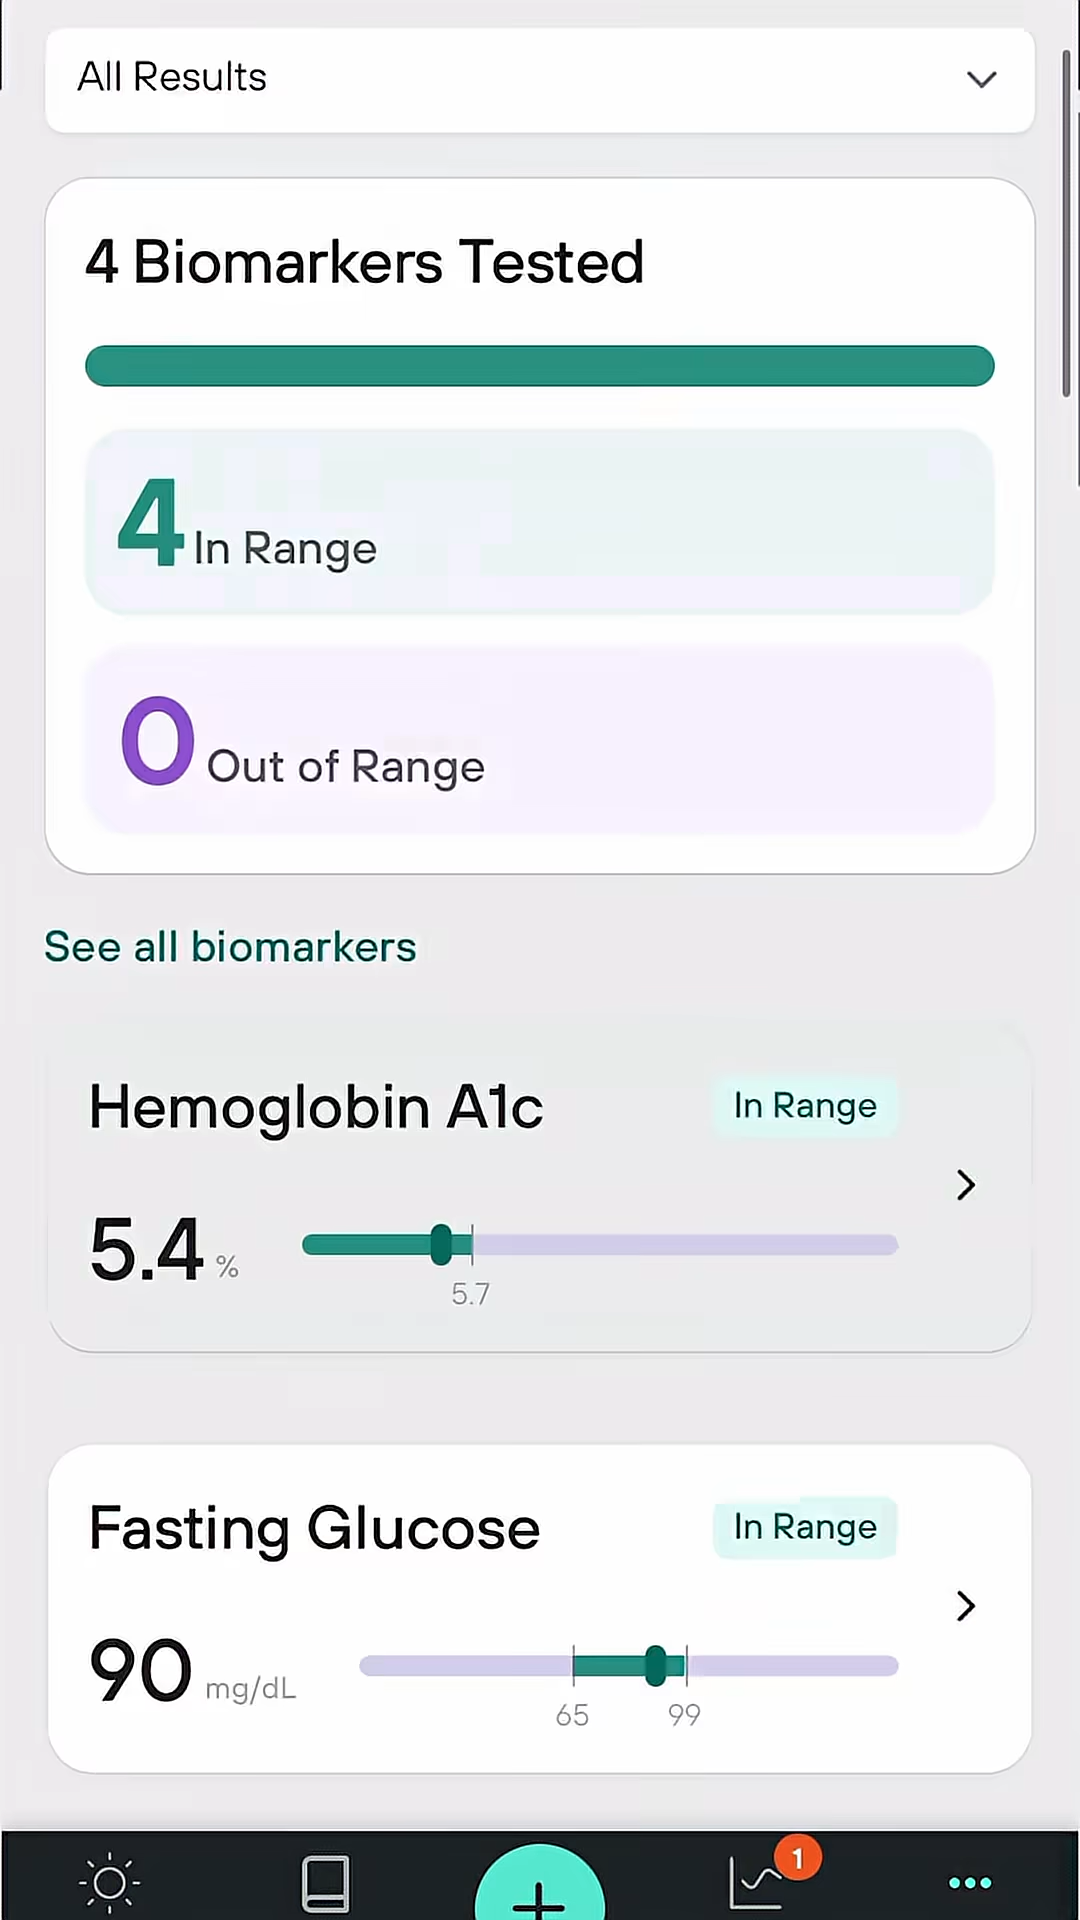 All Results
4 Biomarkers Tested
4 In Range
0 Out of Range
See all biomarkers
Hemoglobin A1c
In Range
5.4 %
5.7
Fasting Glucose
In Range
90 mg/dL
65 99
1